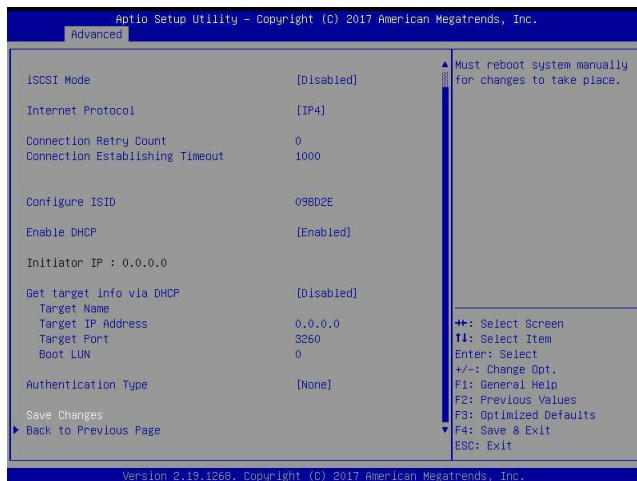 Aptio Setup Utility – Copyright (C) 2017 American Megatrends, Inc.
Advanced
iSCSI Mode [Disabled]
Internet Protocol [IP4]
Connection Retry Count 0
Connection Establishing Timeout 1000
Configure ISID 09BD2E
Enable DHCP [Enabled]
Initiator IP : 0.0.0.0
Get target info via DHCP [Disabled]
Target Name
Target IP Address 0.0.0.0
Target Port 3260
Boot LUN 0
Authentication Type [None]
Save Changes
Back to Previous Page
Must reboot system manually
for changes to take place.
→←: Select Screen
↑↓: Select Item
Enter: Select
+/-: Change Opt.
F1: General Help
F2: Previous Values
F3: Optimized Defaults
F4: Save & Exit
ESC: Exit
Version 2.19.1268. Copyright (C) 2017 American Megatrends, Inc.